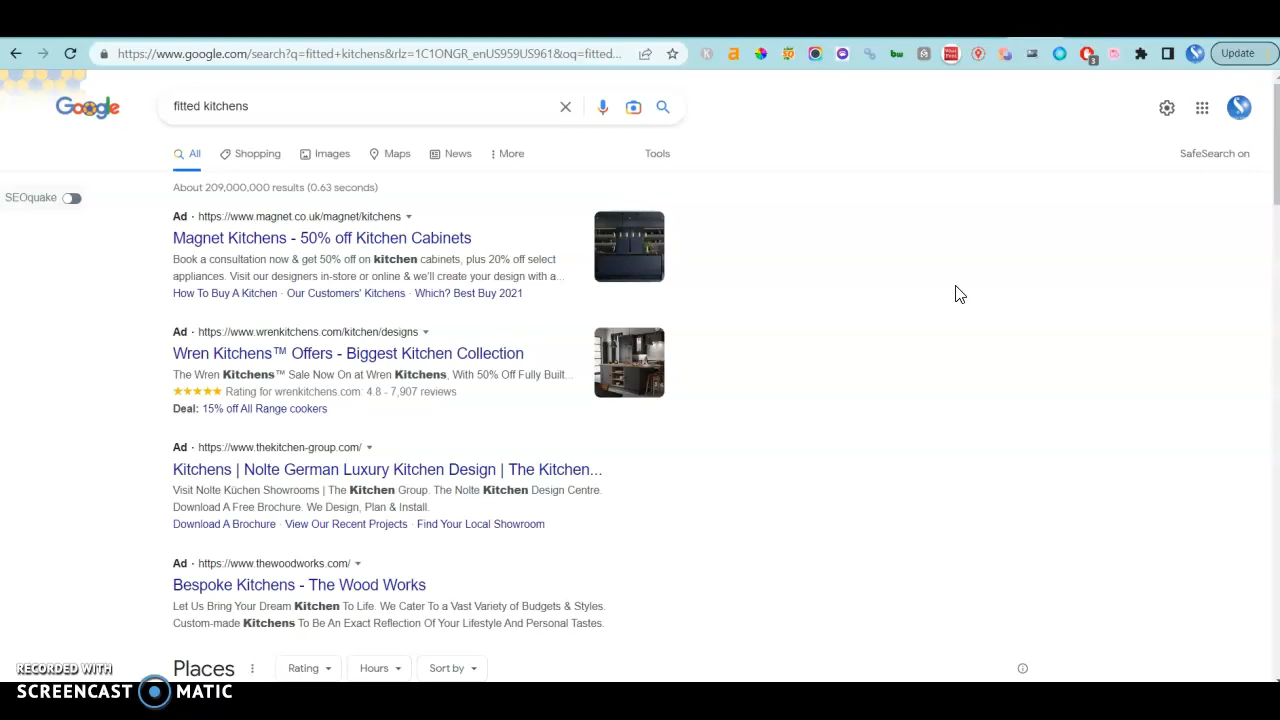 https://www.google.com/search?q=fitted+kitchens&rlz=1C1ONGR_enUS959US961&oq=fitted...
Update
Google
fitted kitchens
All
Shopping
Images
Maps
News
More
Tools
SafeSearch on
About 209,000,000 results (0.63 seconds)
SEOquake
Ad · https://www.magnet.co.uk/magnet/kitchens
Magnet Kitchens - 50% off Kitchen Cabinets
Book a consultation now & get 50% off on kitchen cabinets, plus 20% off select
appliances. Visit our designers in-store or online & we'll create your design with a...
How To Buy A Kitchen · Our Customers' Kitchens · Which? Best Buy 2021
Ad · https://www.wrenkitchens.com/kitchen/designs
Wren Kitchens™ Offers - Biggest Kitchen Collection
The Wren Kitchens™ Sale Now On at Wren Kitchens, With 50% Off Fully Built...
Rating for wrenkitchens.com: 4.8 - 7,907 reviews
Deal: 15% off All Range cookers
Ad · https://www.thekitchen-group.com/
Kitchens | Nolte German Luxury Kitchen Design | The Kitchen...
Visit Nolte Küchen Showrooms | The Kitchen Group. The Nolte Kitchen Design Centre.
Download A Free Brochure. We Design, Plan & Install.
Download A Brochure · View Our Recent Projects · Find Your Local Showroom
Ad · https://www.thewoodworks.com/
Bespoke Kitchens - The Wood Works
Let Us Bring Your Dream Kitchen To Life. We Cater To a Vast Variety of Budgets & Styles.
Custom-made Kitchens To Be An Exact Reflection Of Your Lifestyle And Personal Tastes.
Places
Rating
Hours
Sort by
RECORDED WITH
SCREENCAST MATIC